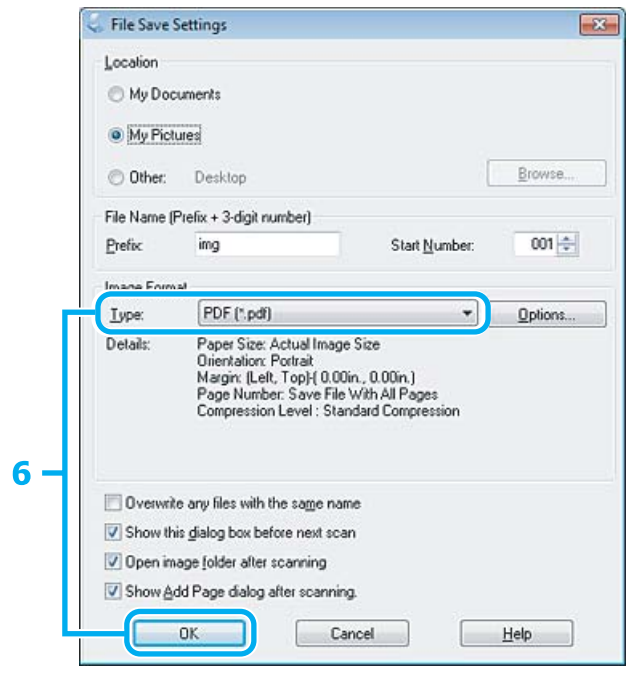 File Save Settings
Location
My Documents
My Pictures
Other: Desktop Browse...
File Name (Prefix + 3-digit number)
Prefix: img Start Number: 001
Image Format
Type: PDF (*.pdf) Options...
Details: Paper Size: Actual Image Size
Orientation: Portrait
Margin: (Left, Top)-( 0.00in., 0.00in.)
Page Number: Save File With All Pages
Compression Level : Standard Compression
6
Overwrite any files with the same name
Show this dialog box before next scan
Open image folder after scanning
Show Add Page dialog after scanning.
OK Cancel Help